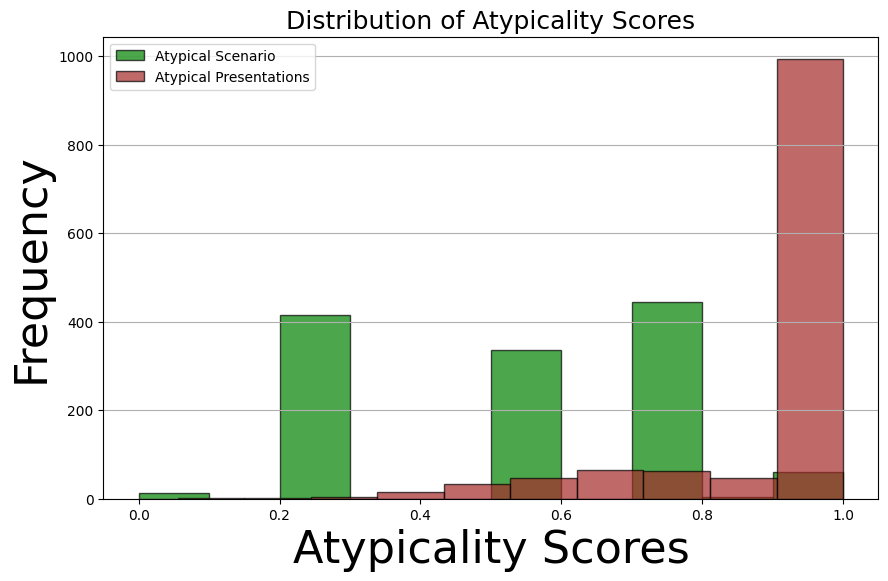 Distribution of Atypicality Scores
Atypical Scenario
Atypical Presentations
Frequency
1000
800
600
400
200
0
0.0 0.2 0.4 0.6 0.8 1.0
Atypicality Scores